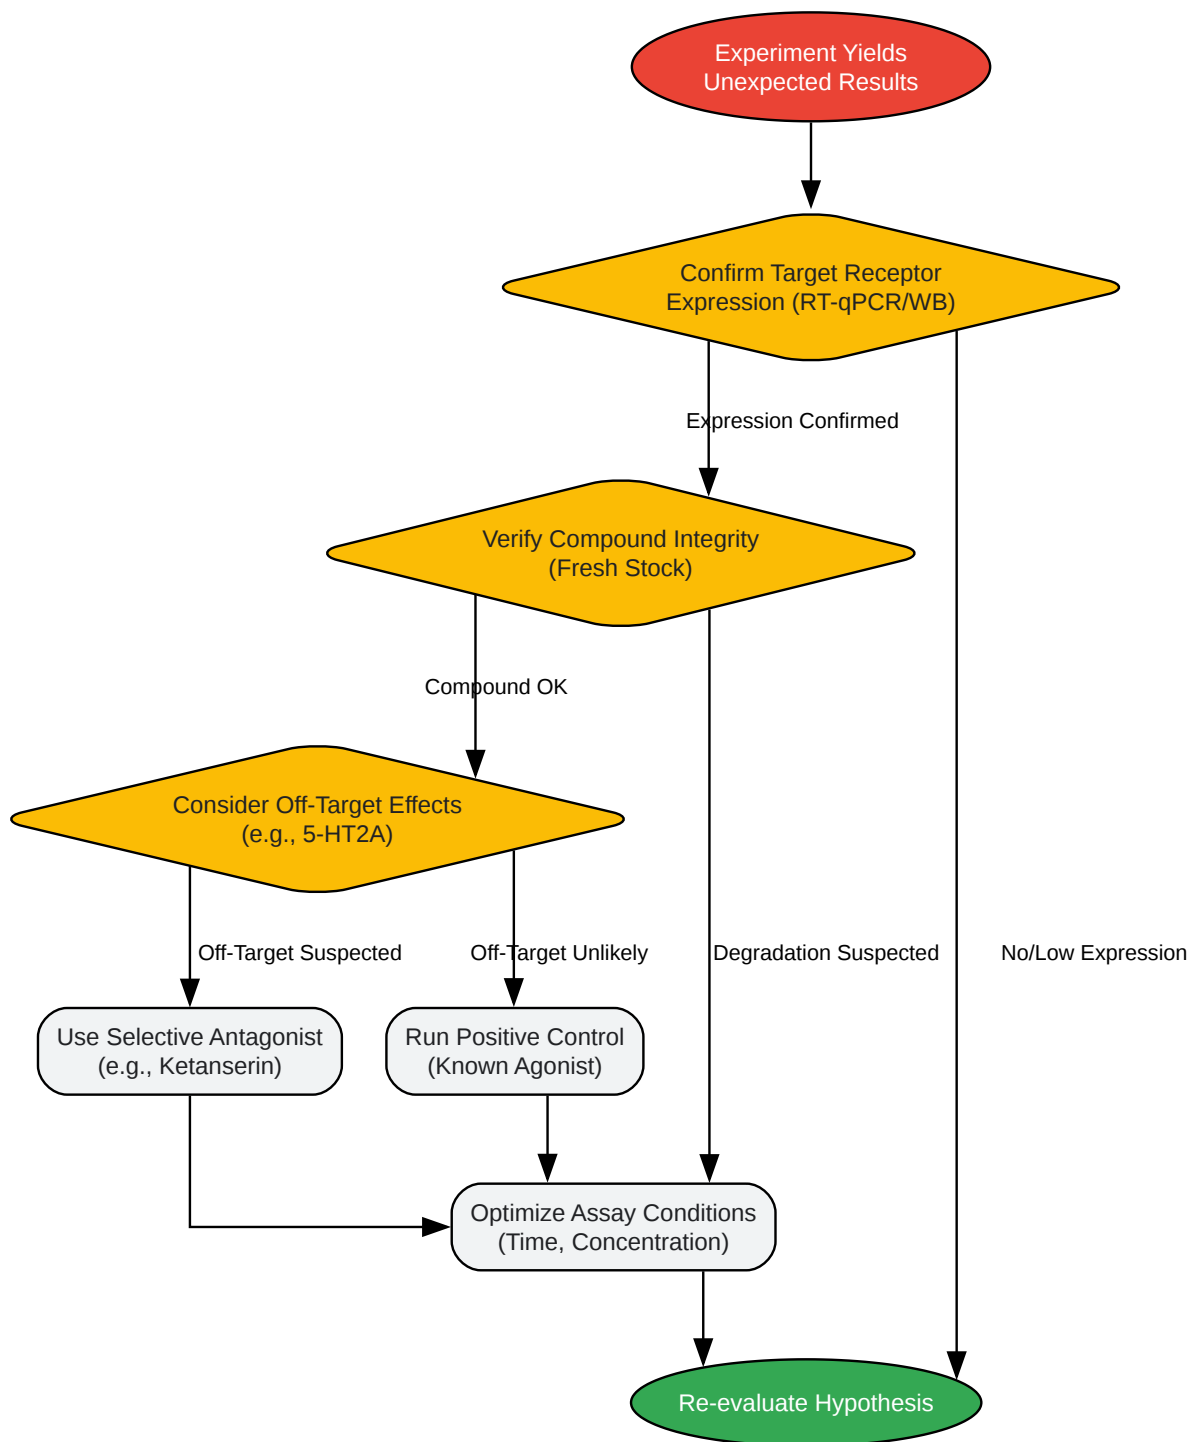 Experiment Yields
Unexpected Results
Confirm Target Receptor
Expression (RT-qPCR/WB)
Expression Confirmed
Verify Compound Integrity
(Fresh Stock)
Compound OK
Consider Off-Target Effects
(e.g., 5-HT2A)
Off-Target Suspected
Off-Target Unlikely
Degradation Suspected
No/Low Expression
Use Selective Antagonist
(e.g., Ketanserin)
Run Positive Control
(Known Agonist)
Optimize Assay Conditions
(Time, Concentration)
Re-evaluate Hypothesis